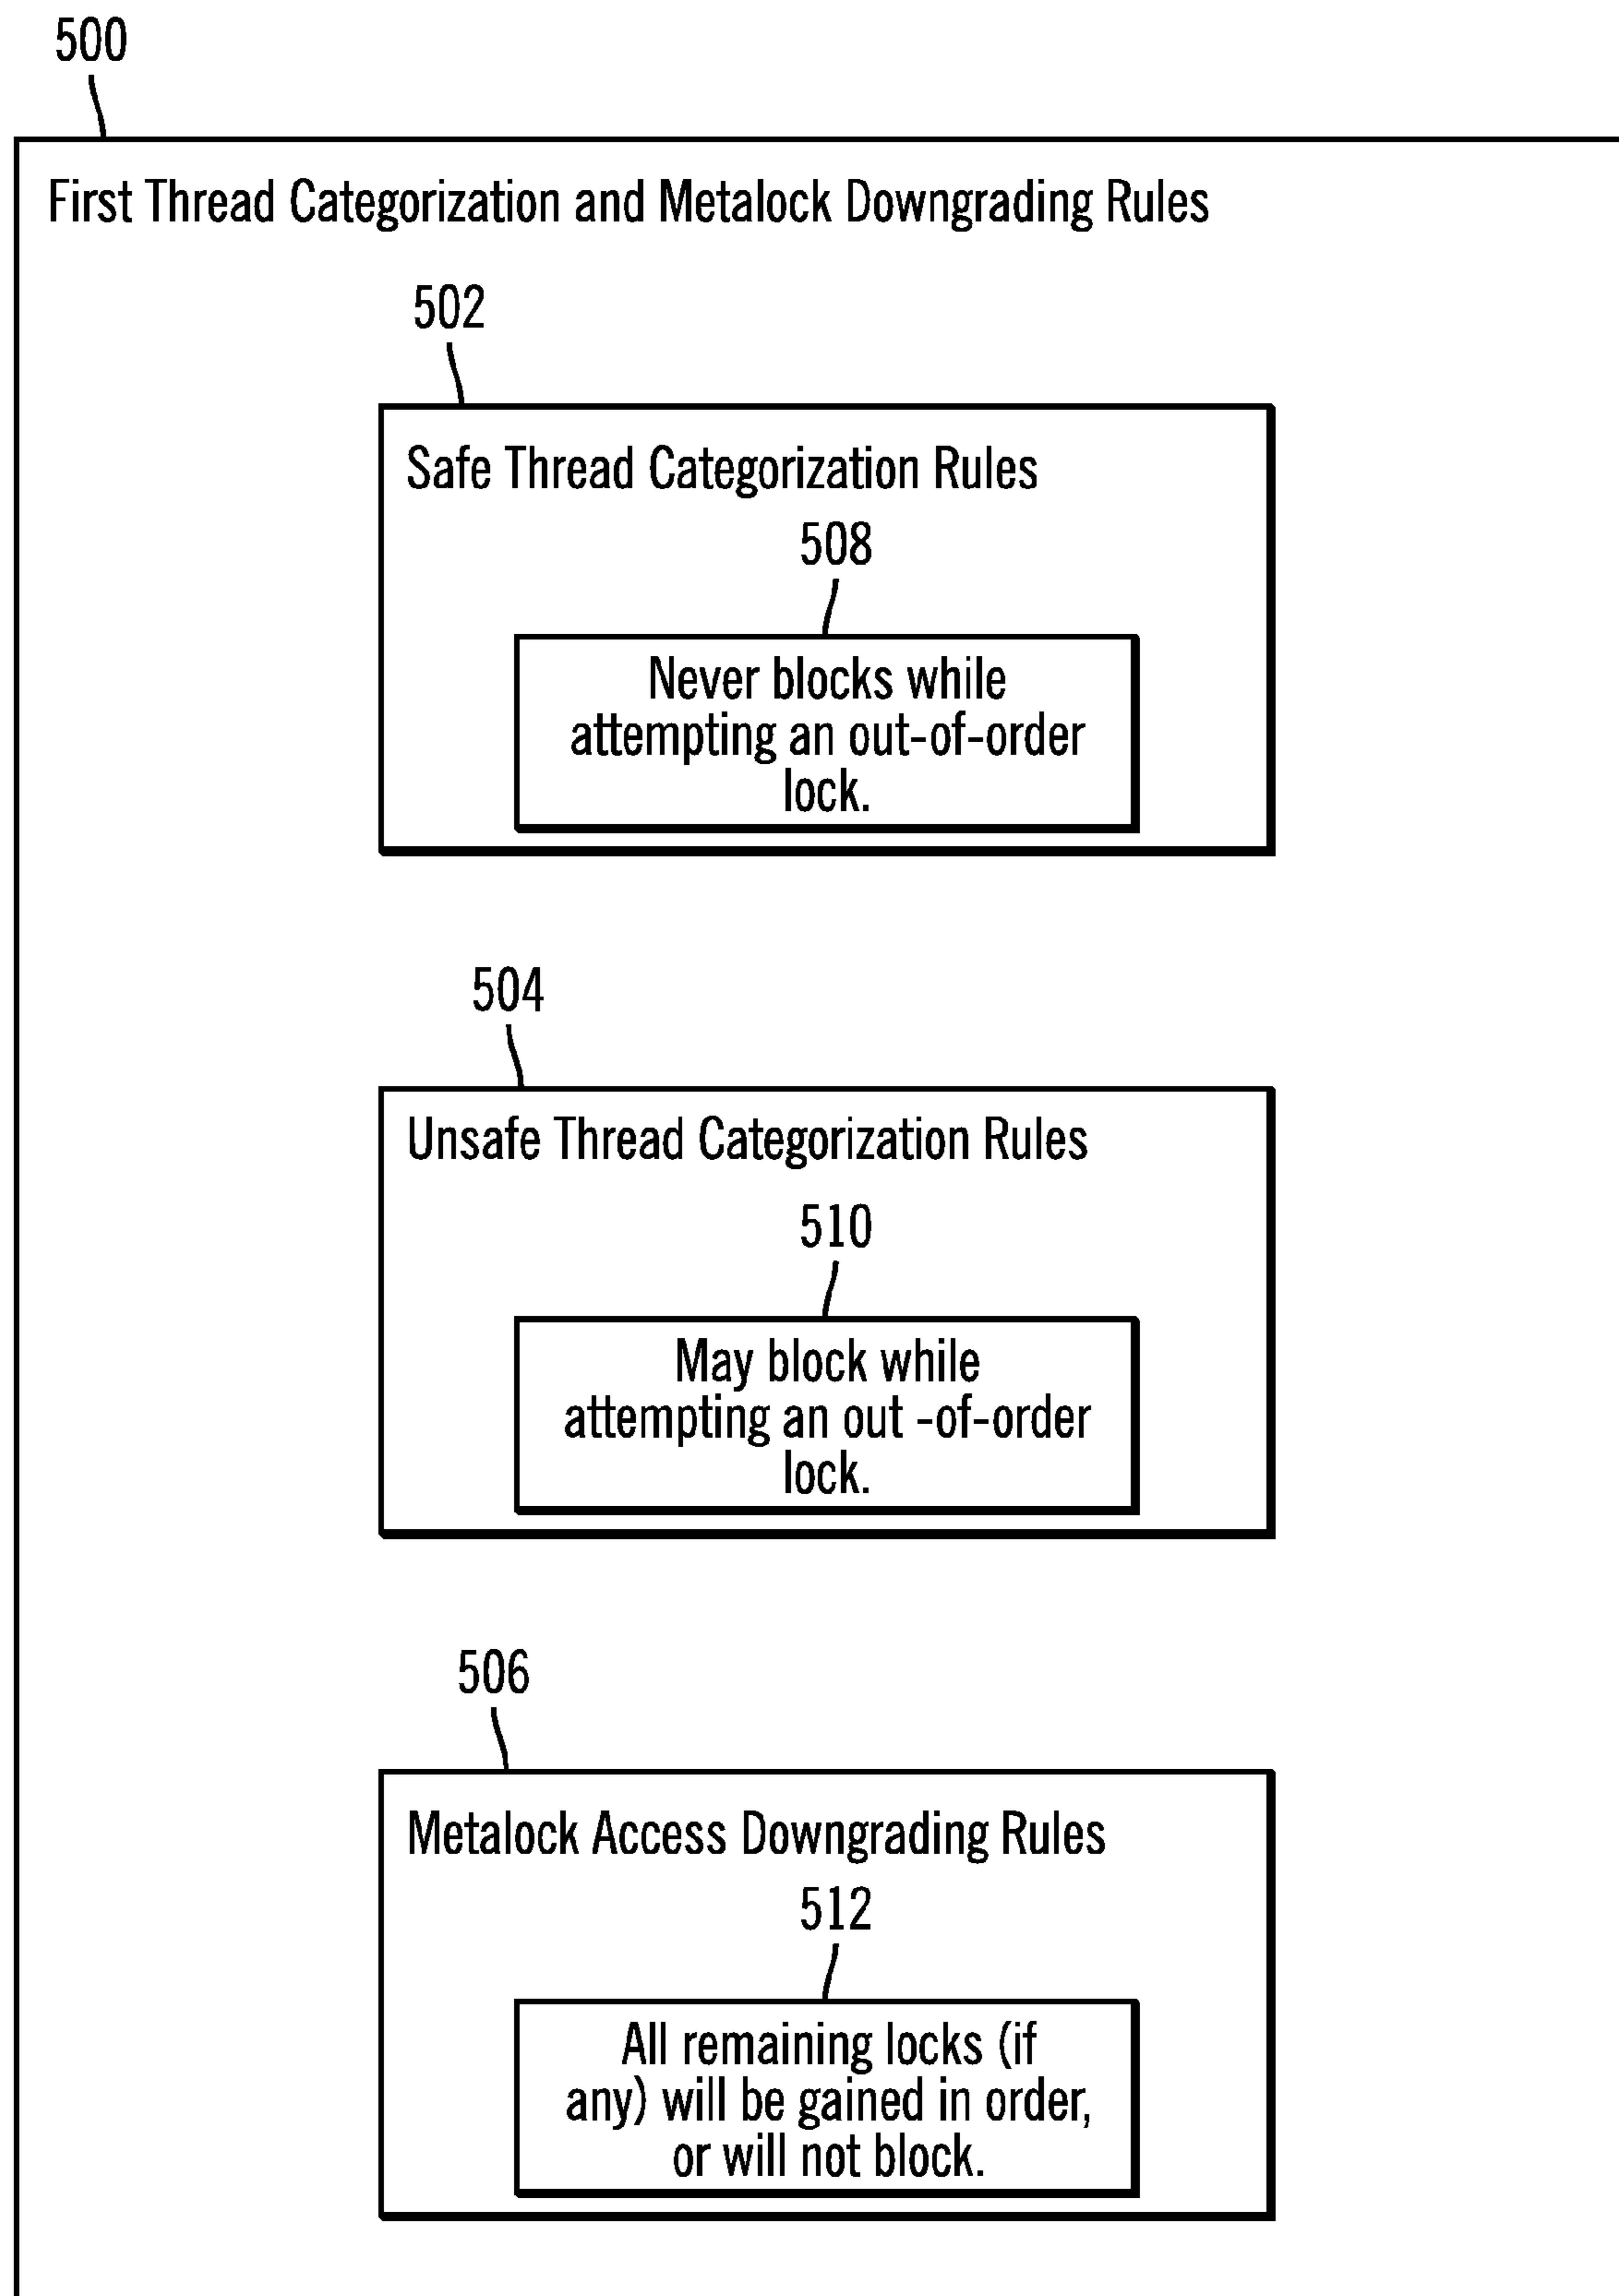 500
First Thread Categorization and Metalock Downgrading Rules
502
Safe Thread Categorization Rules
508
Never blocks while
attempting an out-of-order
lock.
504
Unsafe Thread Categorization Rules
510
May block while
attempting an out -of-order
lock.
506
Metalock Access Downgrading Rules
512
All remaining locks (if
any) will be gained in order,
or will not block.